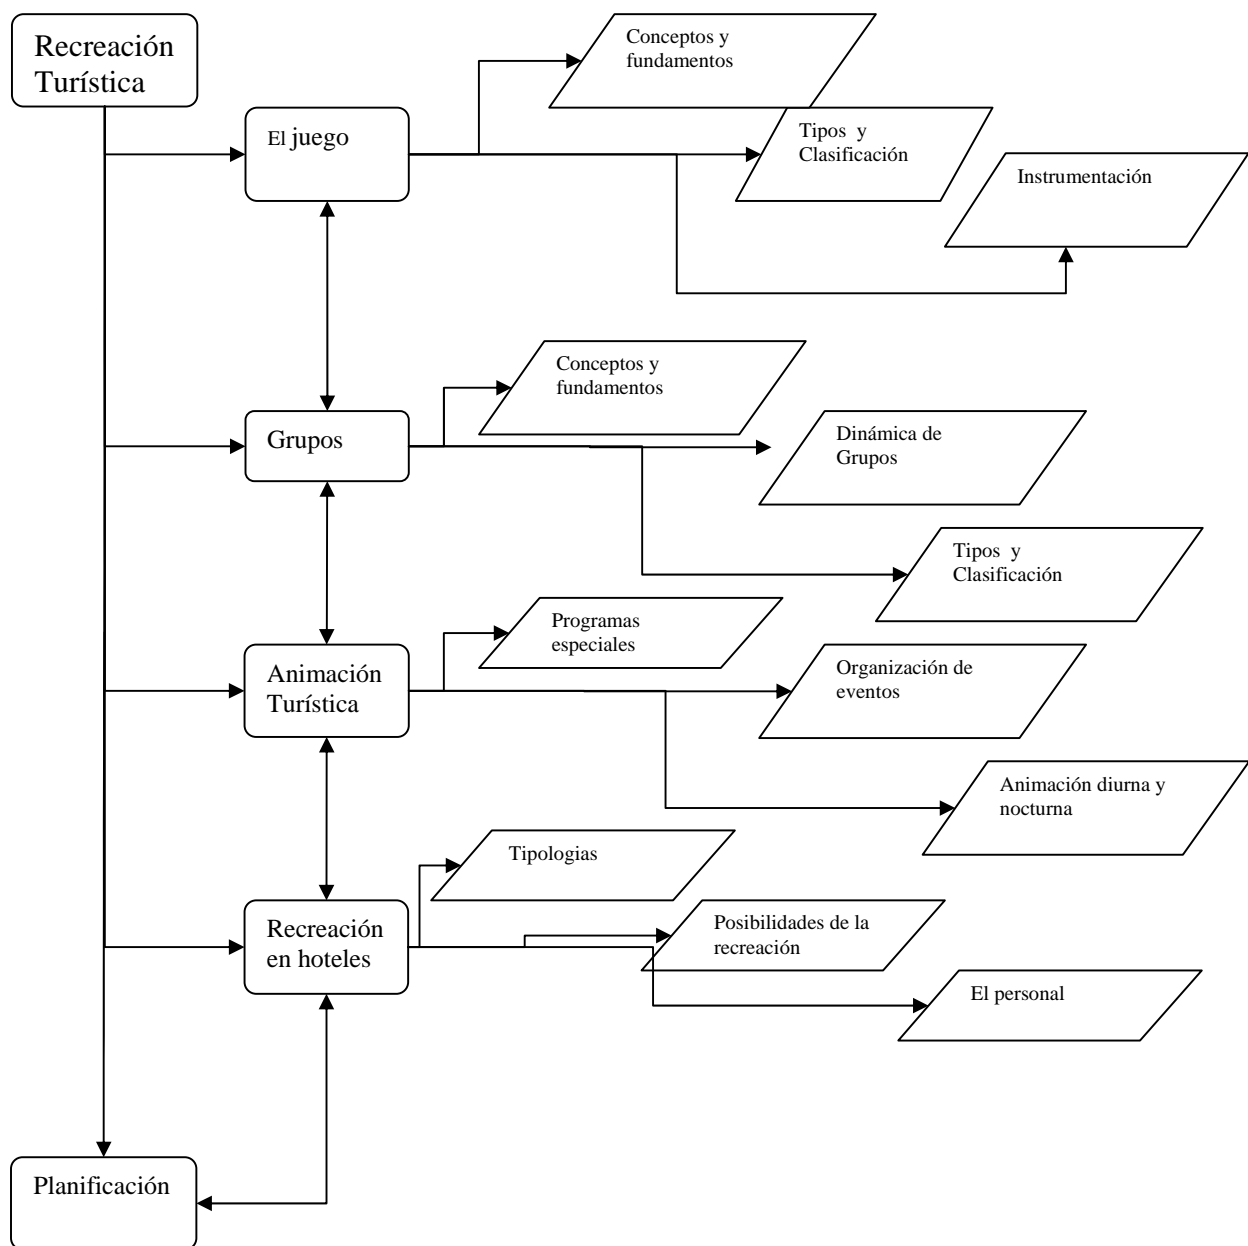 Recreación
Turística
El juego
Conceptos y
fundamentos
Tipos y
Clasificación
Instrumentación
Grupos
Conceptos y
fundamentos
Dinámica de
Grupos
Tipos y
Clasificación
Animación
Turística
Programas
especiales
Organización de
eventos
Animación diurna y
nocturna
Recreación
en hoteles
Tipologias
Posibilidades de la
recreación
El personal
Planificación